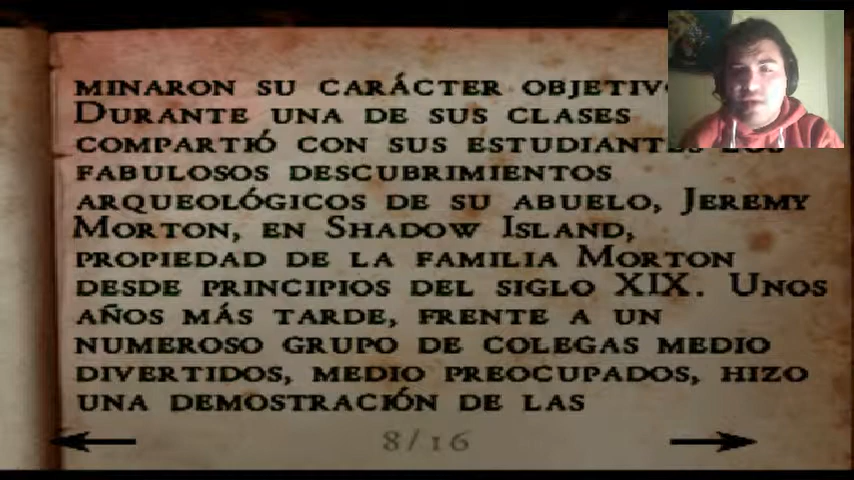 MINARON SU CARÁCTER
DURANTE UNA DE SUS CLASES
COMPARTIÓ CON SUS
FABULOSOS DESCUBRIMIENTOS
ARQUEOLÓGICOS DE SU ABUELO, JEREMY
MORTON, EN SHADOW ISLAND,
PROPIEDAD DE LA FAMILIA MORTON
DESDE PRINCIPIOS DEL SIGLO XIX. UNOS
AÑOS MÁS TARDE, FRENTE A UN
NUMEROSO GRUPO DE COLEGAS MEDIO
DIVERTIDOS, MEDIO PREOCUPADOS, HIZO
UNA DEMOSTRACIÓN DE LAS
8/16